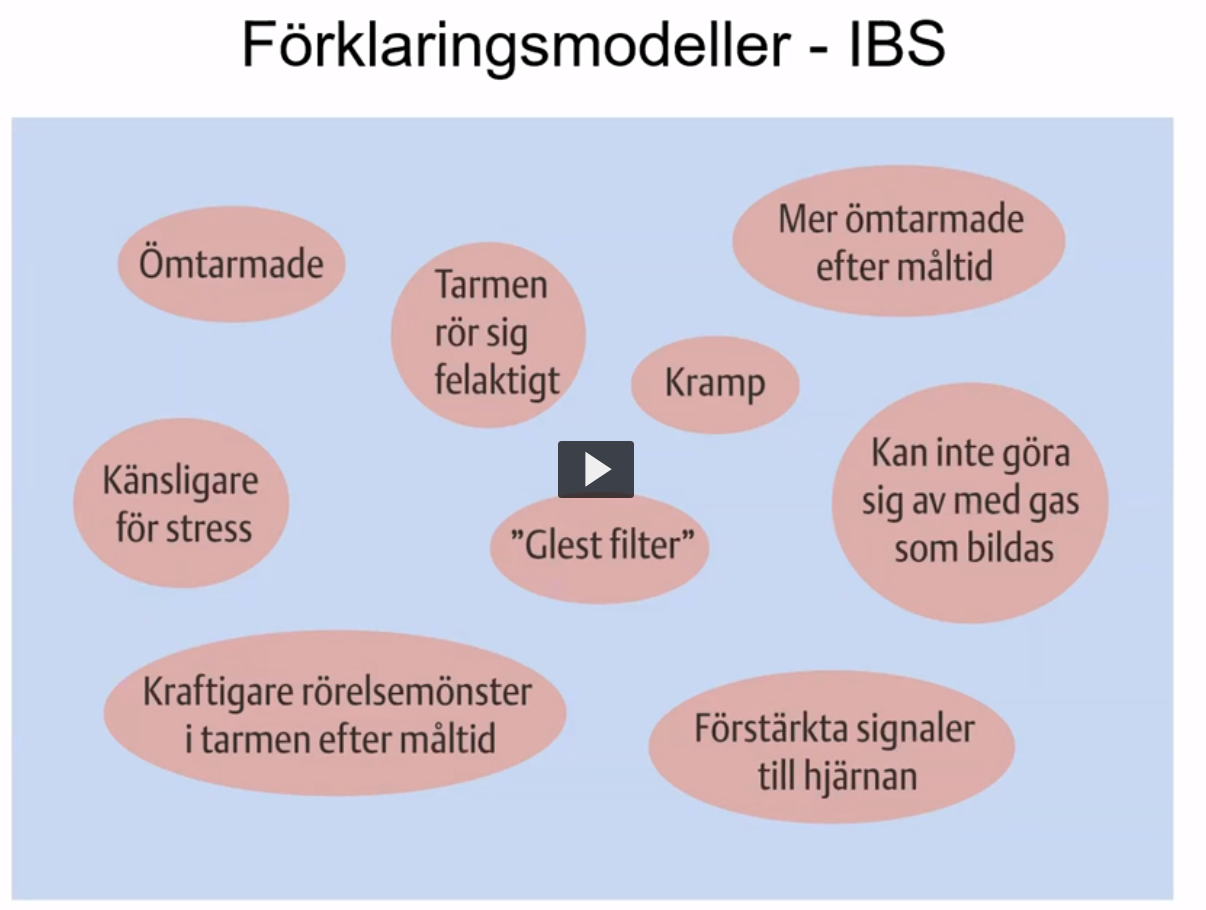 Förklaringsmodeller - IBS
Ömtarmade
Mer ömtarmade
efter måltid
Tarmen
rör sig
felaktigt
Kramp
Känsligare
för stress
Kan inte göra
sig av med gas
som bildas
”Glest filter”
Kraftigare rörelsemönster
i tarmen efter måltid
Förstärkta signaler
till hjärnan